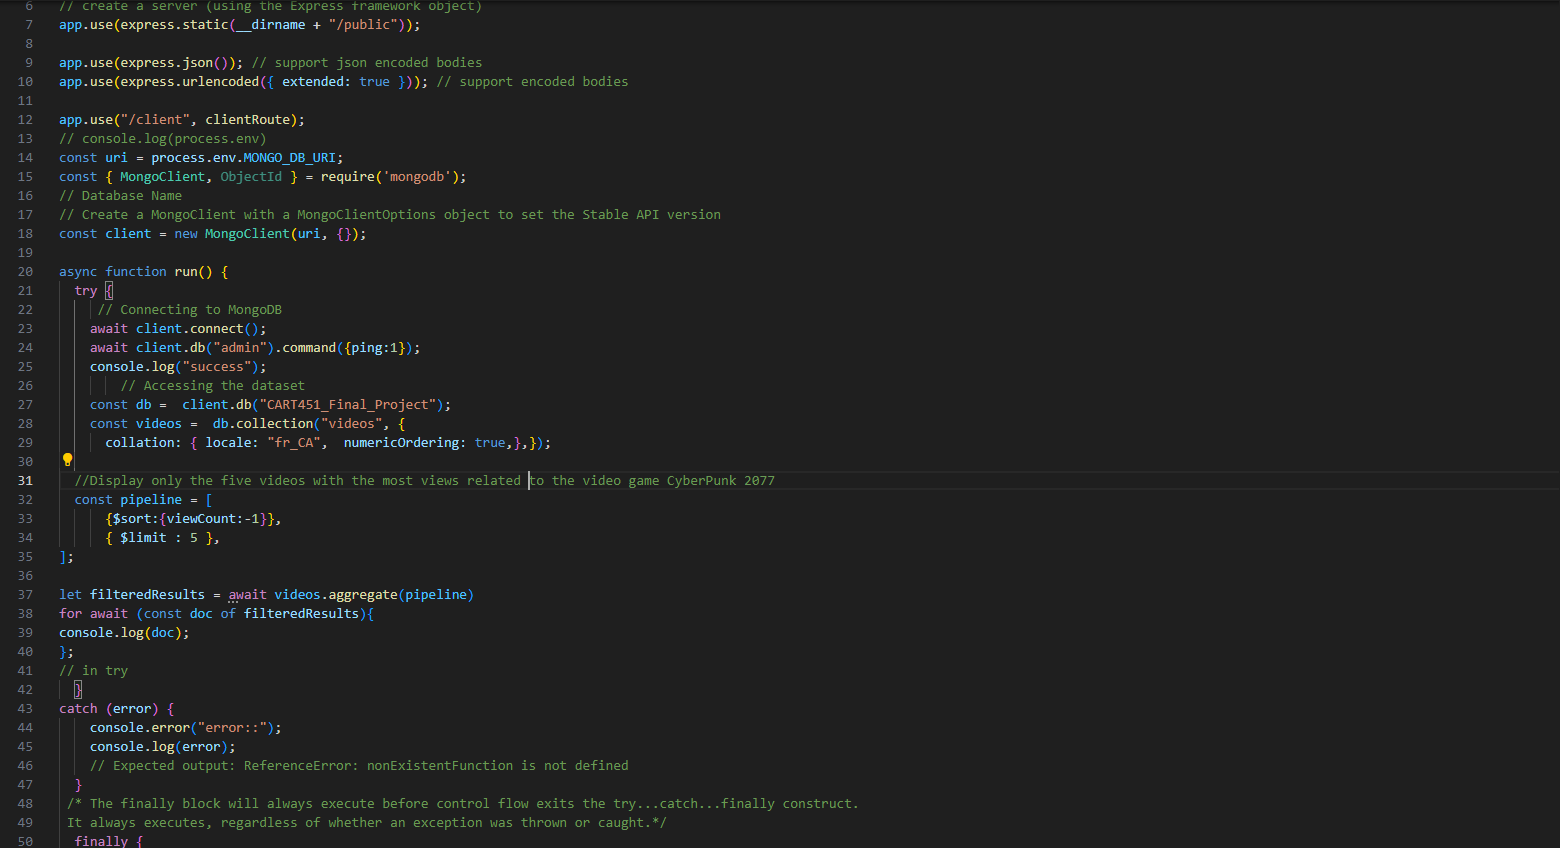 6 // create a server (using the Express framework object)
7 app.use(express.static(__dirname + "/public"));
8
9 app.use(express.json()); // support json encoded bodies
10 app.use(express.urlencoded({ extended: true })); // support encoded bodies
11
12 app.use("/client", clientRoute);
13 // console.log(process.env)
14 const uri = process.env.MONGO_DB_URI;
15 const { MongoClient, ObjectId } = require('mongodb');
16 // Database Name
17 // Create a MongoClient with a MongoClientOptions object to set the Stable API version
18 const client = new MongoClient(uri, {});
19
20 async function run() {
21 try {
22 // Connecting to MongoDB
23 await client.connect();
24 await client.db("admin").command({ping:1});
25 console.log("success");
26 // Accessing the dataset
27 const db =  client.db("CART451_Final_Project");
28 const videos =  db.collection("videos", {
29 collation: { locale: "fr_CA",  numericOrdering: true,},});
30
31 //Display only the five videos with the most views related to the video game CyberPunk 2077
32 const pipeline = [
33 {$sort:{viewCount:-1}},
34 { $limit : 5 },
35 ];
36
37 let filteredResults = await videos.aggregate(pipeline)
38 for await (const doc of filteredResults){
39 console.log(doc);
40 };
41 // in try
42 }
43 catch (error) {
44 console.error("error::");
45 console.log(error);
46 // Expected output: ReferenceError: nonExistentFunction is not defined
47 }
48 /* The finally block will always execute before control flow exits the try...catch...finally construct.
49 It always executes, regardless of whether an exception was thrown or caught.*/
50 finally {